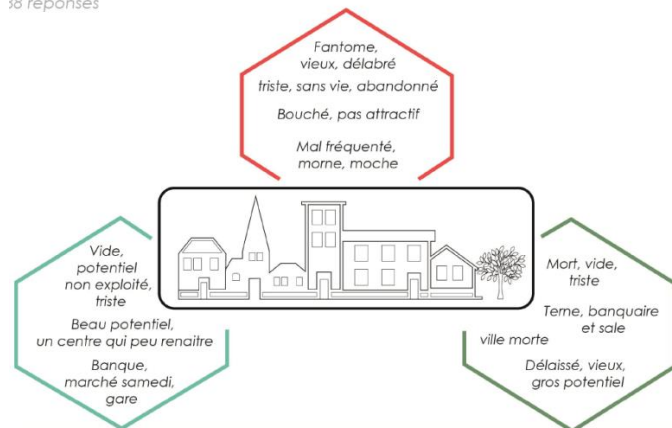 38 réponses
Fantome,
vieux, délabré
triste, sans vie, abandonné
Bouché, pas attractif
Mal fréquenté,
morne, moche
Vide,
potentiel
non exploité,
triste
Beau potentiel,
un centre qui peu renaitre
Banque,
marché samedi,
gare
Mort, vide,
triste
Terne, banquaire
et sale
ville morte
Délaissé, vieux,
gros potentiel